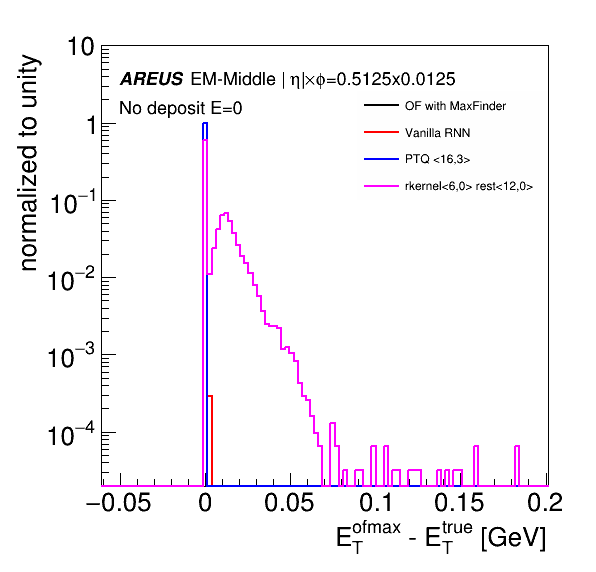 10
AREUS EM-Middle | η|×ϕ=0.5125x0.0125
No deposit E=0
OF with MaxFinder
Vanilla RNN
PTQ <16,3>
rkernel<6,0> rest<12,0>
normalized to unity
1
10⁻¹
10⁻²
10⁻³
10⁻⁴
−0.05 0 0.05 0.1 0.15 0.2
E_T^ofmax - E_T^true [GeV]